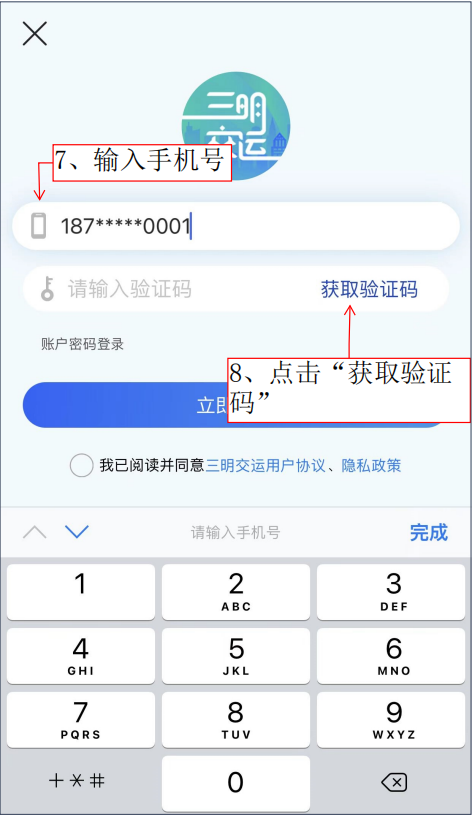 三明
交运
7、输入手机号
187*****0001
请输入验证码 获取验证码
账户密码登录
8、点击“获取验证
码”
立即
我已阅读并同意三明交运用户协议、隐私政策
请输入手机号 完成
1 2 3
ABC DEF
4 5 6
GHI JKL MNO
7 8 9
PQRS TUV WXYZ
+*# 0